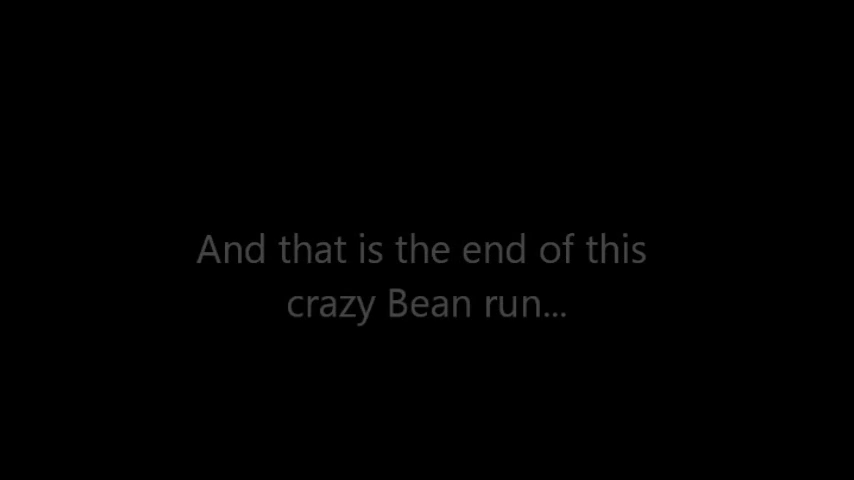 And that is the end of this
crazy Bean run...